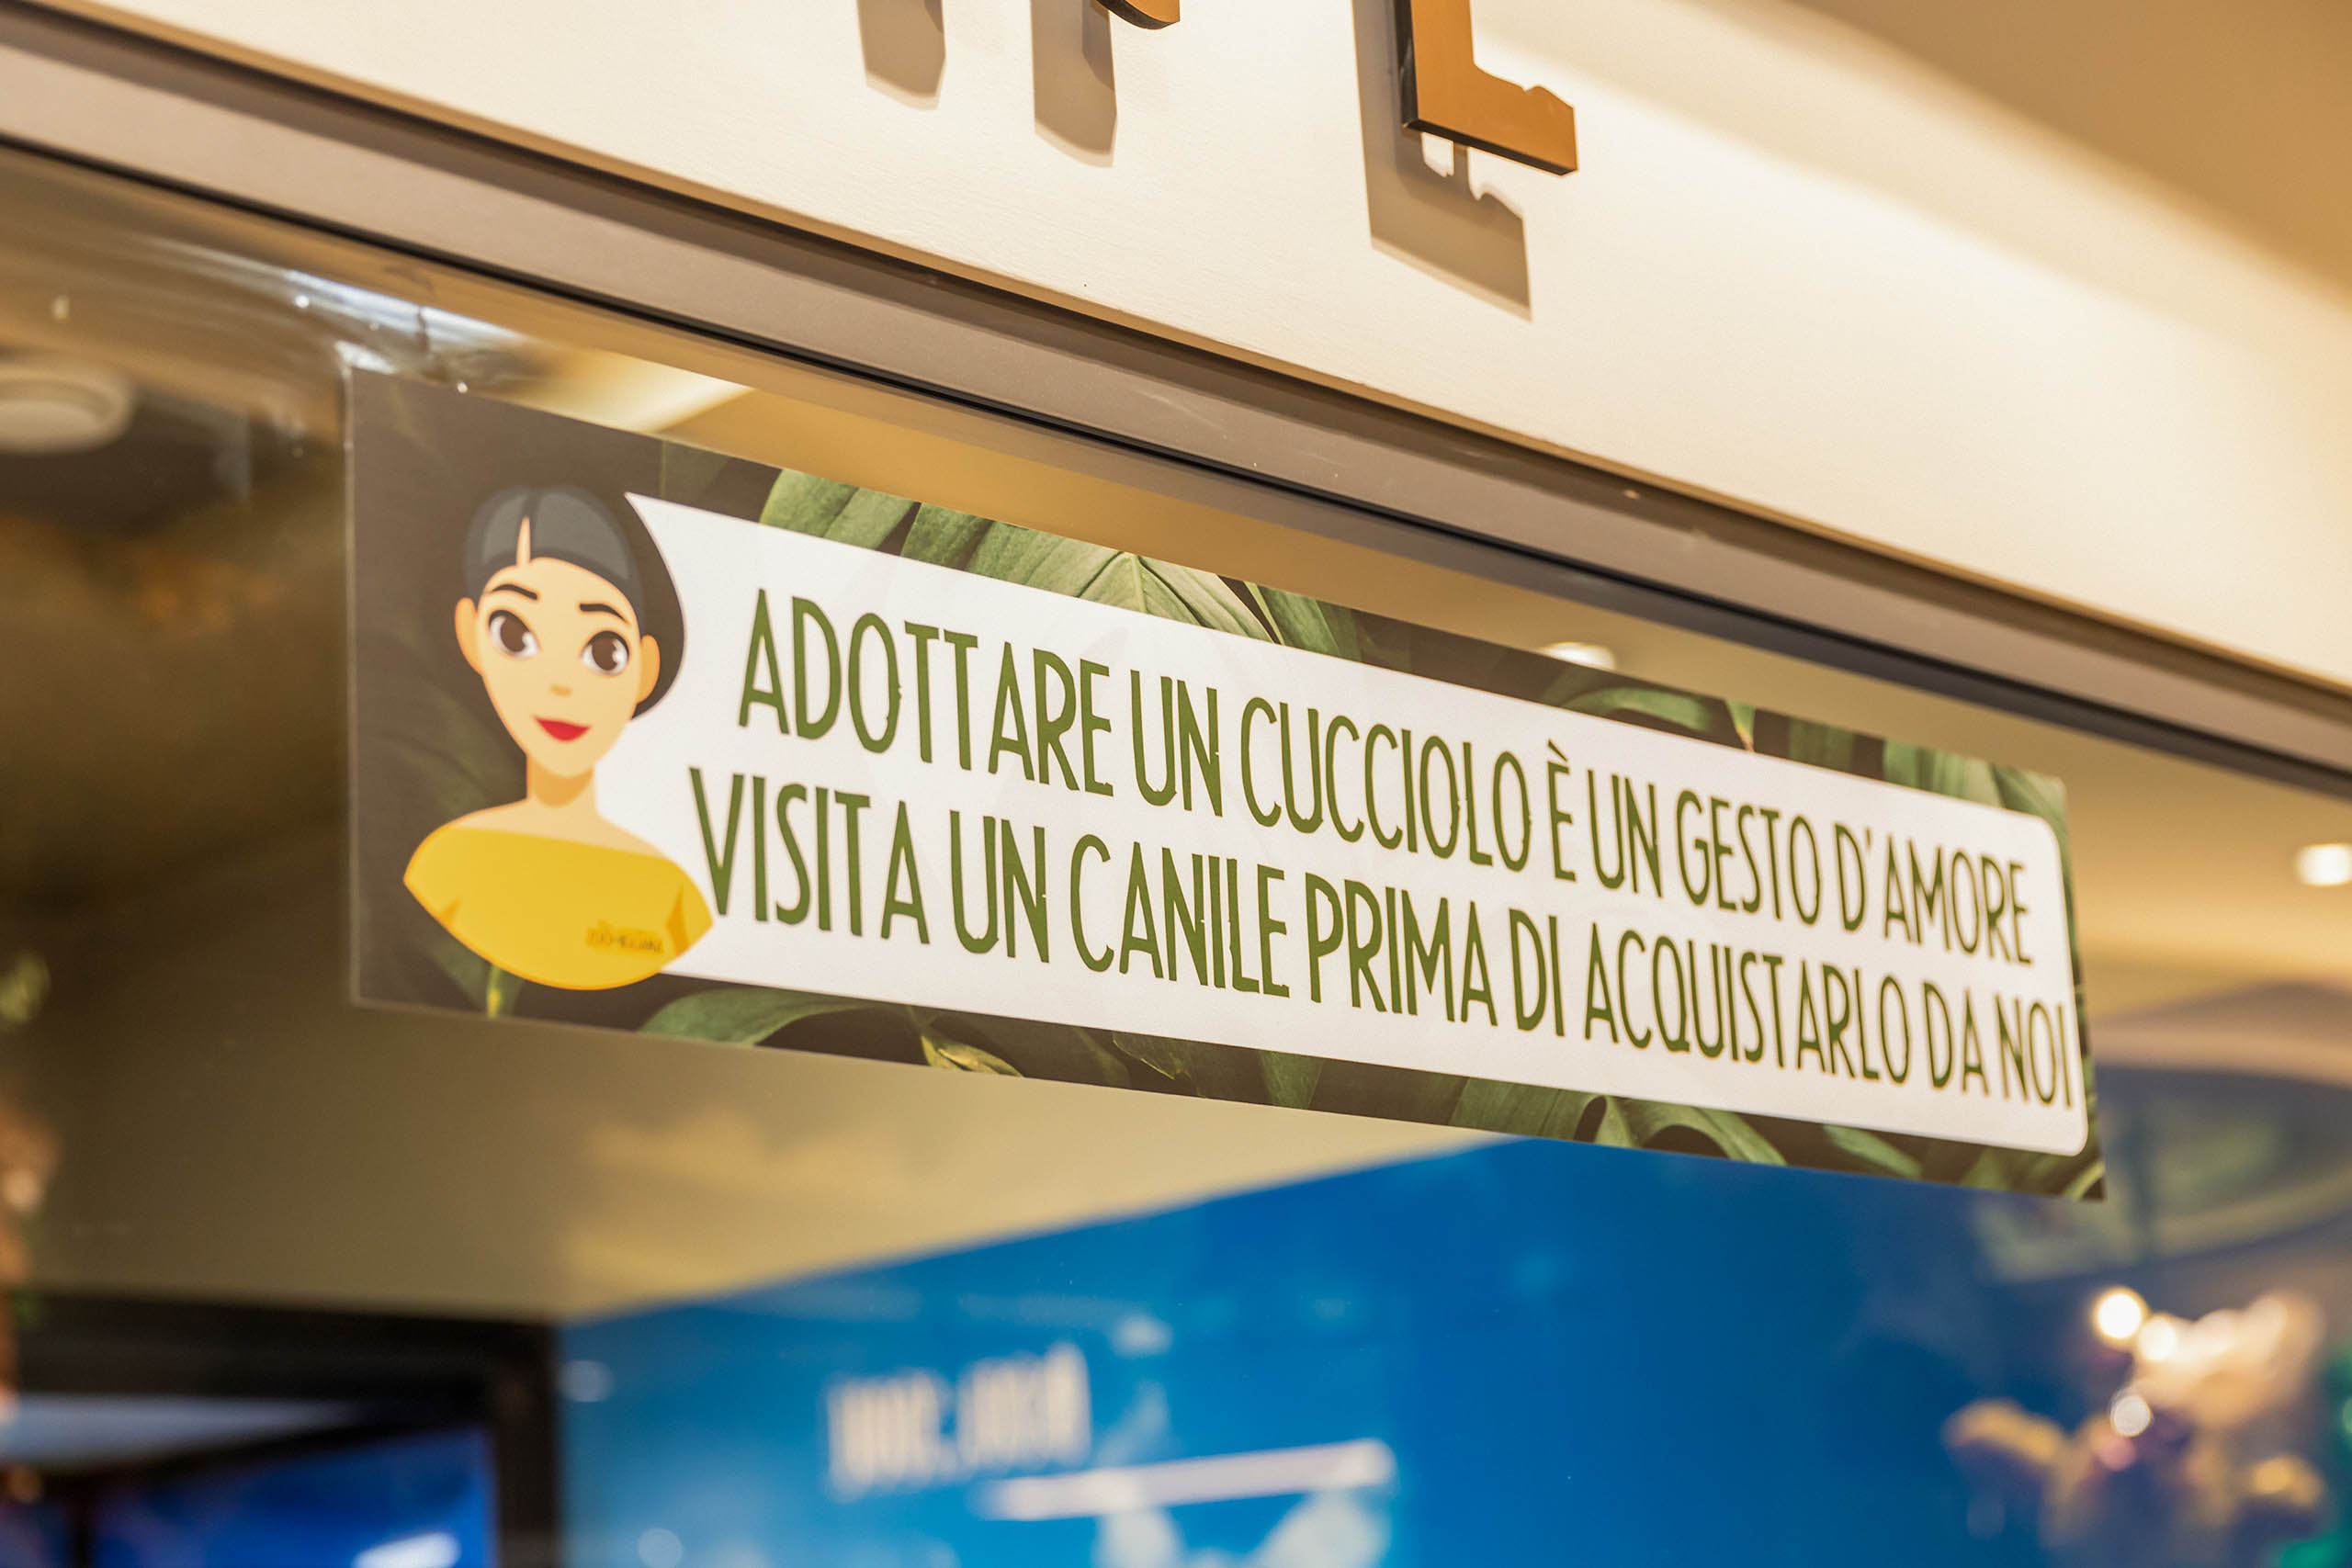 ADOTTARE UN CUCCIOLO È UN GESTO D'AMORE
VISITA UN CANILE PRIMA DI ACQUISTARLO DA NOI